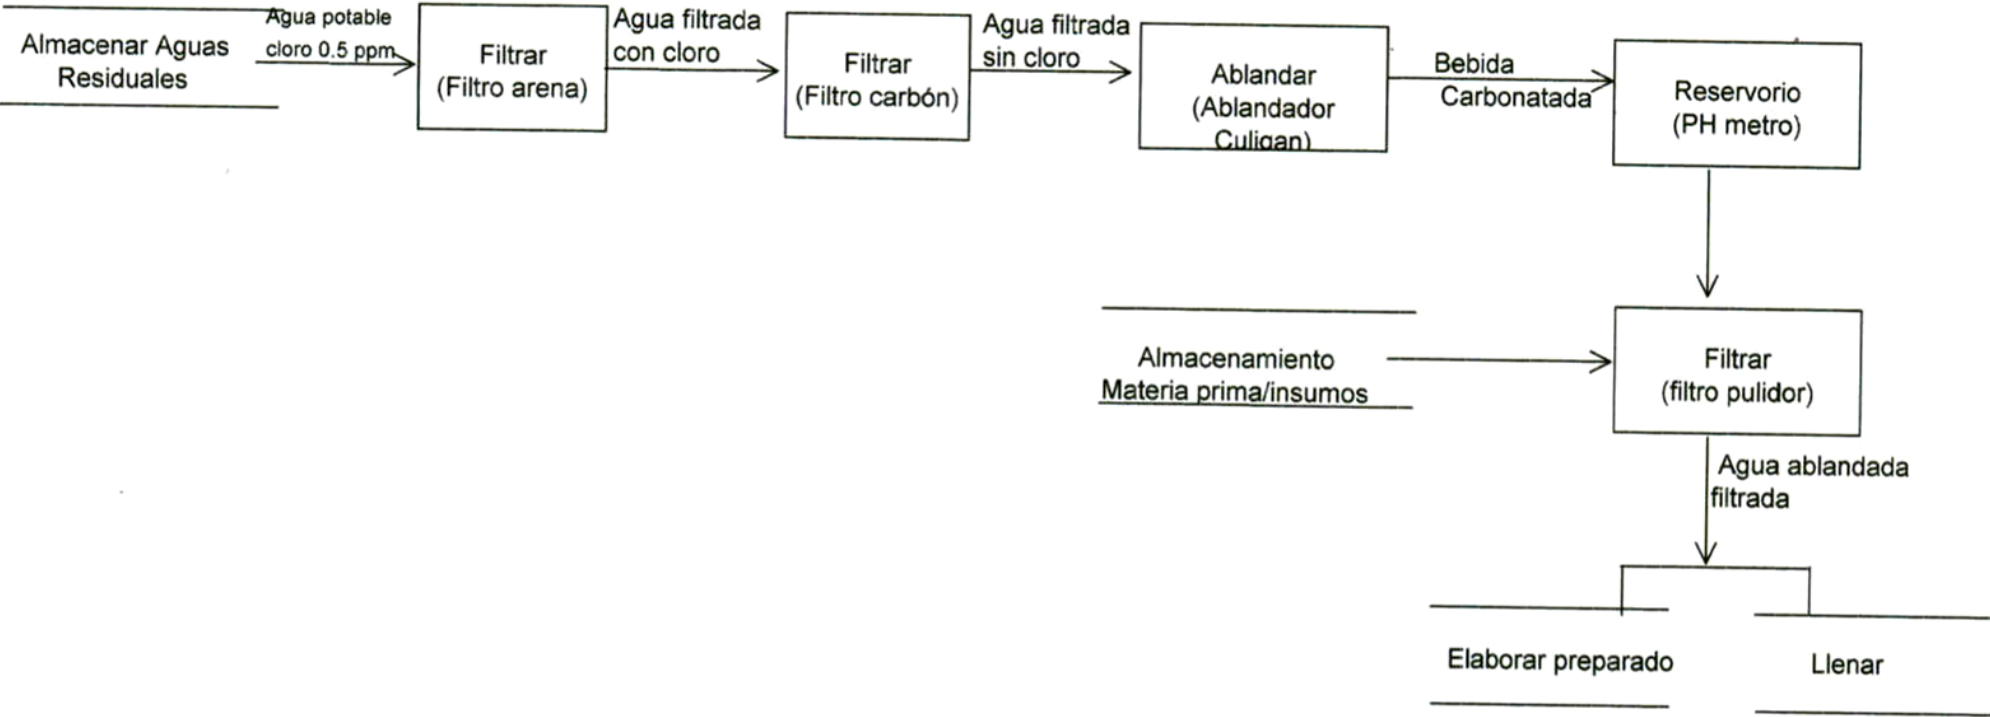 Almacenar Aguas
Residuales
Agua potable
cloro 0.5 ppm
Filtrar
(Filtro arena)
Agua filtrada
con cloro
Filtrar
(Filtro carbón)
Agua filtrada
sin cloro
Ablandar
(Ablandador
Culigan)
Bebida
Carbonatada
Reservorio
(PH metro)
Almacenamiento
Materia prima/insumos
Filtrar
(filtro pulidor)
Agua ablandada
filtrada
Elaborar preparado
Llenar